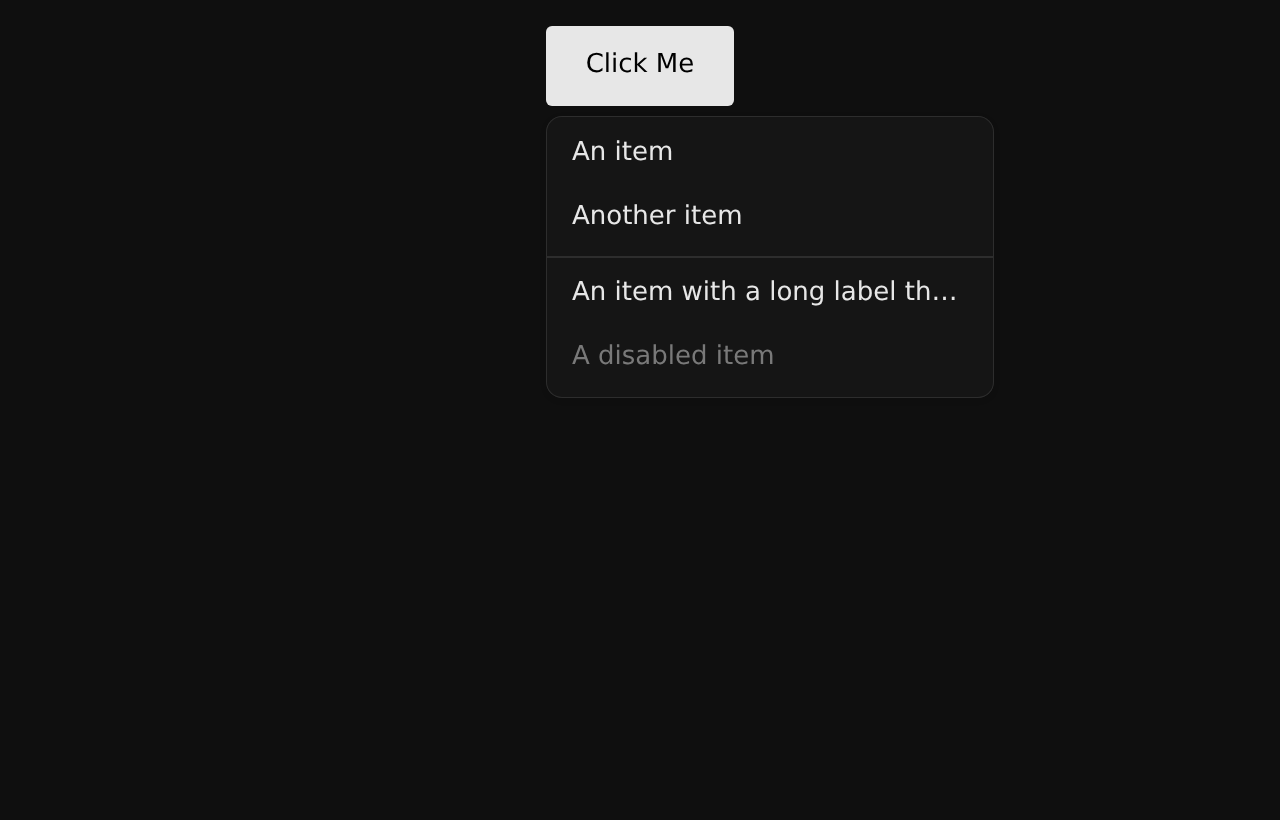 Click Me
An item
Another item
An item with a long label th...
A disabled item